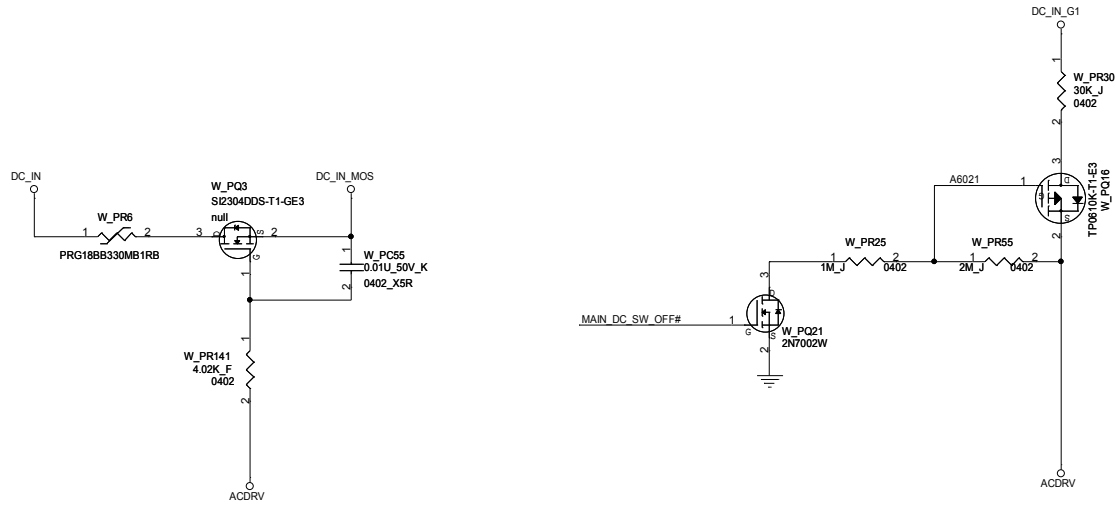 DC_IN
W_PR6
1
2
PRG18BB330MB1RB
W_PQ3
SI2304DDS-T1-GE3
null
3
D
S
2
G
1
DC_IN_MOS
1
W_PC55
0.01U_50V_K
2
0402_X5R
1
W_PR141
4.02K_F
0402
2
ACDRV
DC_IN_G1
1
W_PR30
30K_J
0402
2
3
D
A6021
1
G
S
2
TP0610K-T1-E3
W_PQ16
W_PR25
1
2
1M_J
0402
W_PR55
1
2
2M_J
0402
3
D
MAIN_DC_SW_OFF#
1
G
S
2
W_PQ21
2N7002W
ACDRV